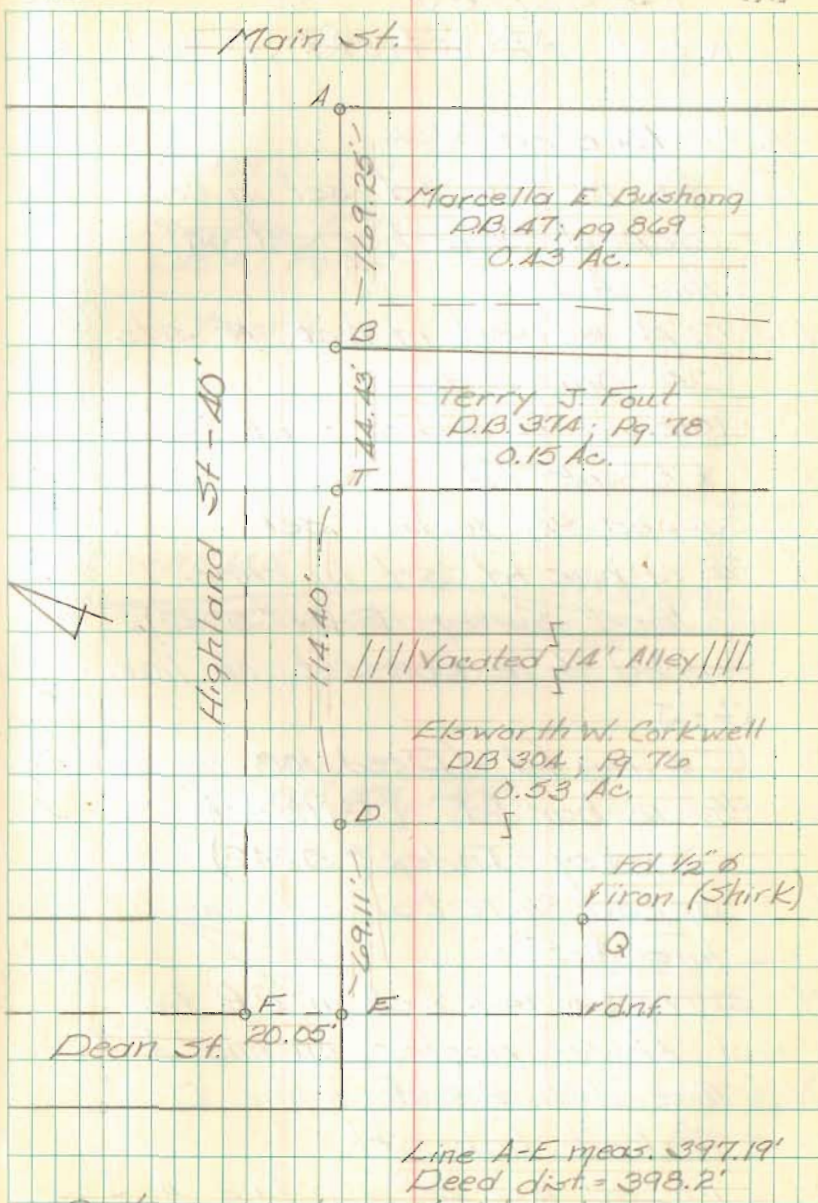 Main St.
A
169.25'
Marcella E Bushong
D.B. 47; pg 869
0.43 Ac.
B
44.43'
Terry J. Fout
D.B. 374; Pg. 78
0.15 Ac.
T
Highland St - 40'
114.40'
Vacated 14' Alley
Elsworth W. Corkwell
DB 304; Pg 76
0.53 Ac.
D
Fd. 1/2" ø
iron (Shirk)
69.11'
Q
F
E
dnf.
Dean St.
20.05'
Line A-E meas. 397.19'
Deed dist. = 398.2'